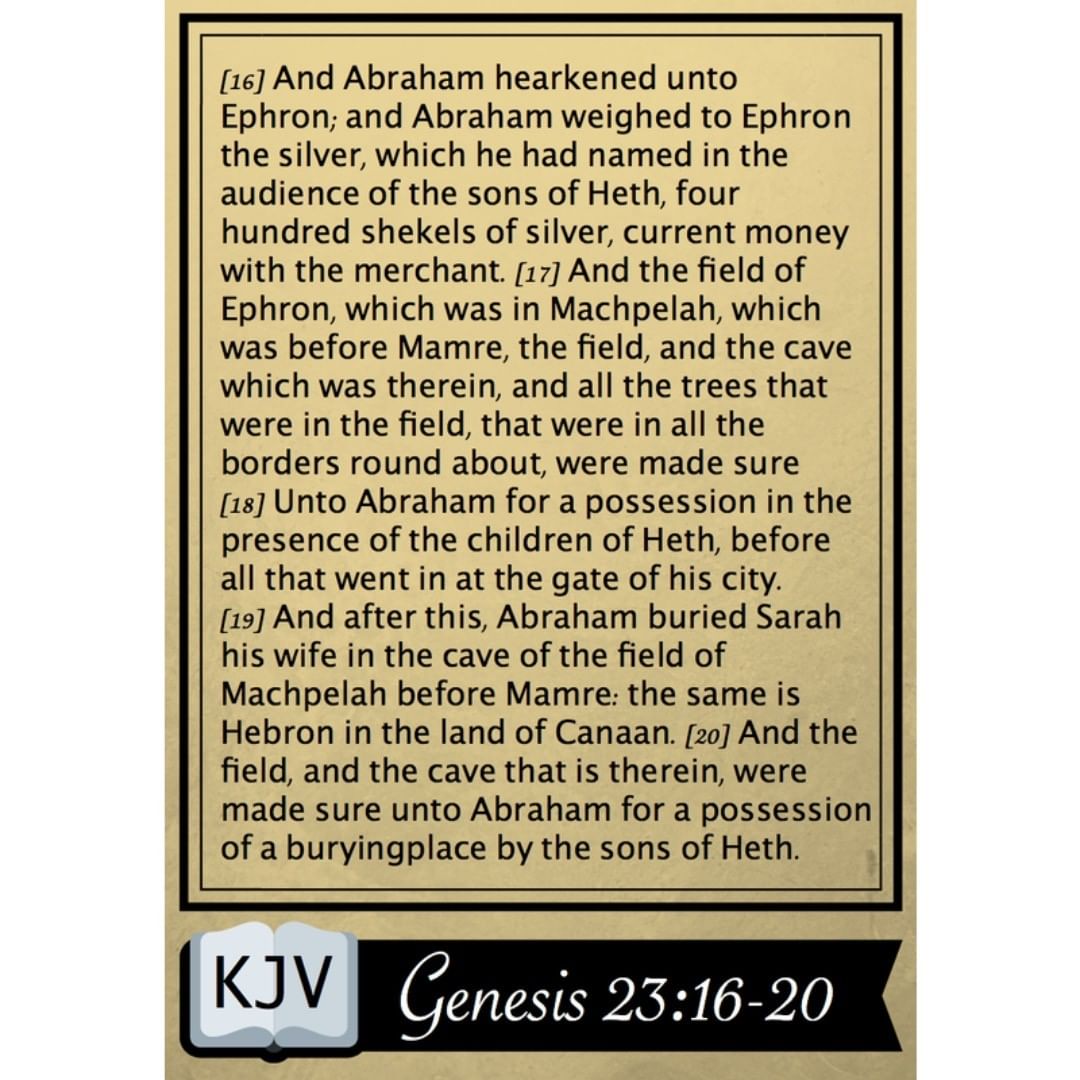 [16] And Abraham hearkened unto
Ephron; and Abraham weighed to Ephron
the silver, which he had named in the
audience of the sons of Heth, four
hundred shekels of silver, current money
with the merchant. [17] And the field of
Ephron, which was in Machpelah, which
was before Mamre, the field, and the cave
which was therein, and all the trees that
were in the field, that were in all the
borders round about, were made sure
[18] Unto Abraham for a possession in the
presence of the children of Heth, before
all that went in at the gate of his city.
[19] And after this, Abraham buried Sarah
his wife in the cave of the field of
Machpelah before Mamre: the same is
Hebron in the land of Canaan. [20] And the
field, and the cave that is therein, were
made sure unto Abraham for a possession
of a buryingplace by the sons of Heth.
KJV
Genesis 23:16-20